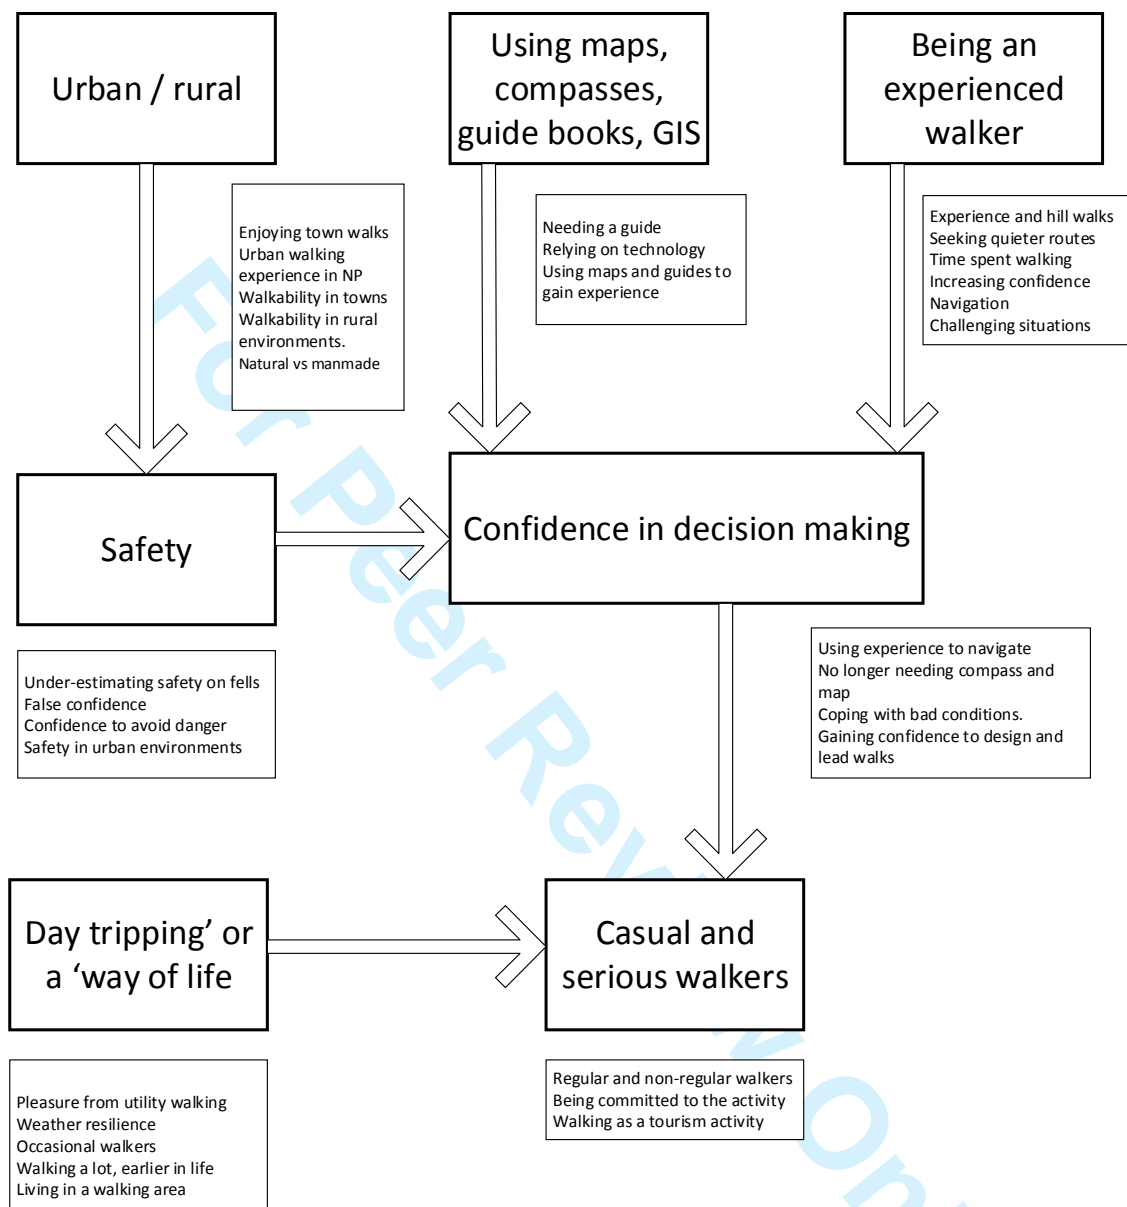 Urban / rural
Using maps,
compasses,
guide books, GIS
Being an
experienced
walker
Enjoying town walks
Urban walking
experience in NP
Walkability in towns
Walkability in rural
environments.
Natural vs manmade
Needing a guide
Relying on technology
Using maps and guides to
gain experience
Experience and hill walks
Seeking quieter routes
Time spent walking
Increasing confidence
Navigation
Challenging situations
Safety
Confidence in decision making
Under-estimating safety on fells
False confidence
Confidence to avoid danger
Safety in urban environments
Using experience to navigate
No longer needing compass and
map
Coping with bad conditions.
Gaining confidence to design and
lead walks
Day tripping’ or
a ‘way of life
Casual and
serious walkers
Pleasure from utility walking
Weather resilience
Occasional walkers
Walking a lot, earlier in life
Living in a walking area
Regular and non-regular walkers
Being committed to the activity
Walking as a tourism activity
For Peer Review On